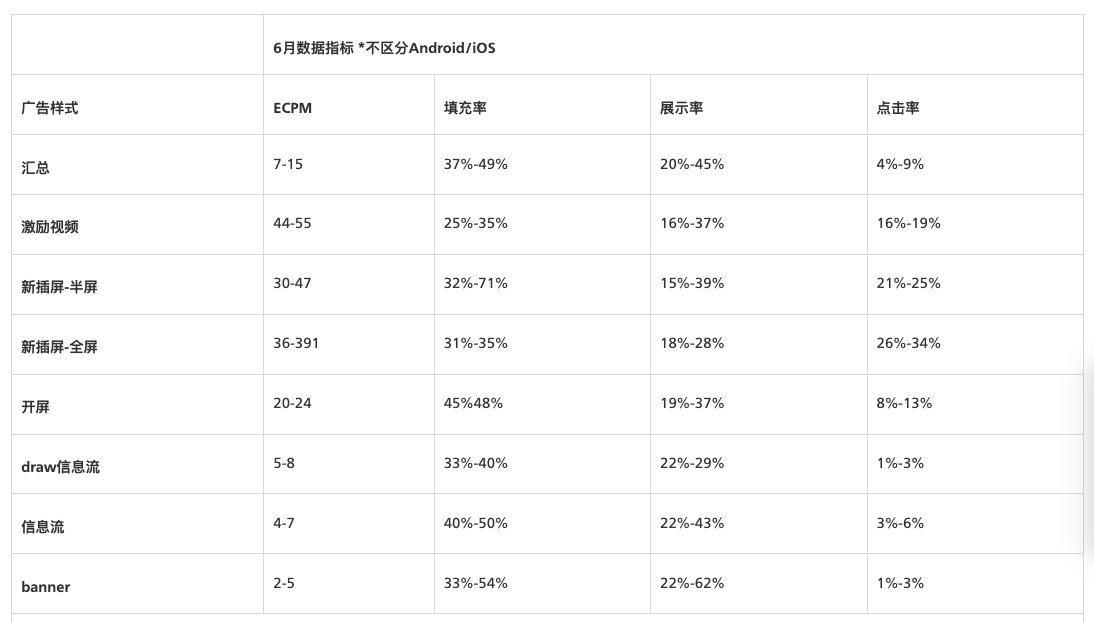 6月数据指标 *不区分Android/iOS
广告样式 ECPM 填充率 展示率 点击率
汇总 7-15 37%-49% 20%-45% 4%-9%
激励视频 44-55 25%-35% 16%-37% 16%-19%
新插屏-半屏 30-47 32%-71% 15%-39% 21%-25%
新插屏-全屏 36-391 31%-35% 18%-28% 26%-34%
开屏 20-24 45%48% 19%-37% 8%-13%
draw信息流 5-8 33%-40% 22%-29% 1%-3%
信息流 4-7 40%-50% 22%-43% 3%-6%
banner 2-5 33%-54% 22%-62% 1%-3%